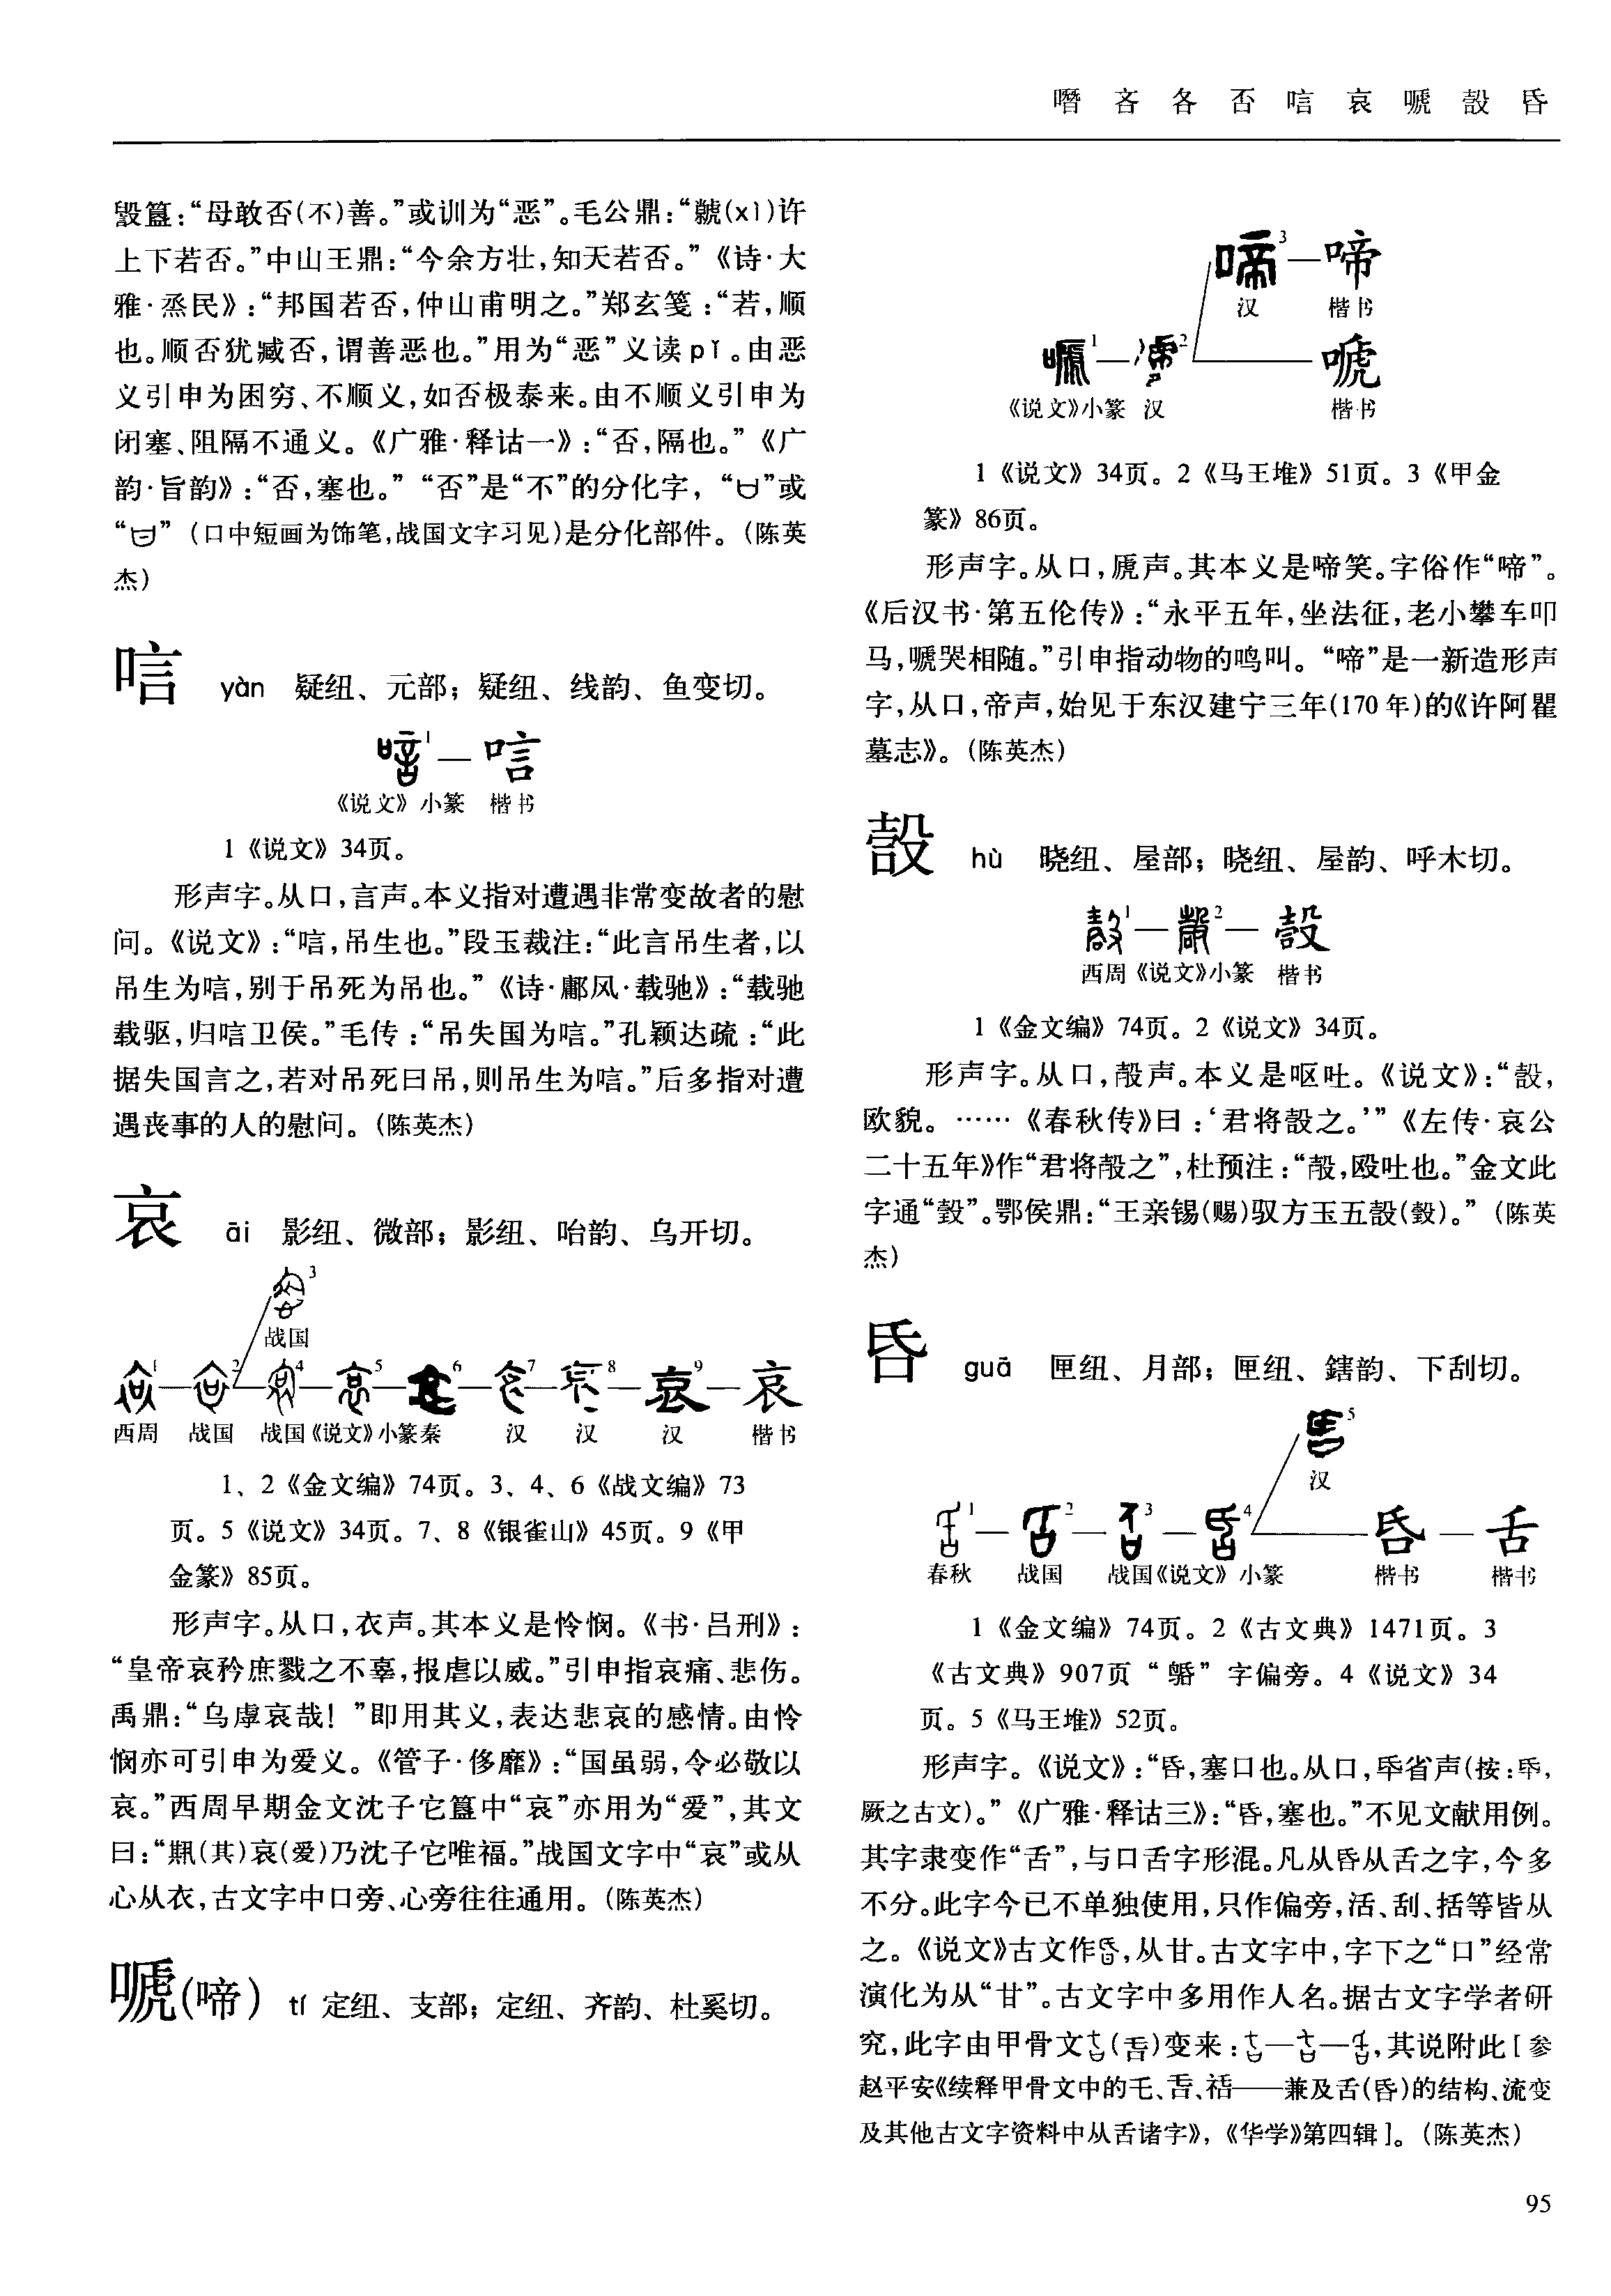 噆 吝 各 否 唁 哀 嗁 嗀 昏
毁簋：“母敢否(不)善。”或训为“恶”。毛公鼎：“虩(xì)许
上下若否。”中山王鼎：“今余方壮，知天若否。”《诗·大
雅·烝民》：“邦国若否，仲山甫明之。”郑玄笺：“若，顺
也。顺否犹臧否，谓善恶也。”用为“恶”义读pǐ。由恶
义引申为困穷、不顺义，如否极泰来。由不顺义引申为
闭塞、阻隔不通义。《广雅·释诂一》：“否，隔也。”《广
韵·旨韵》：“否，塞也。”“否”是“不”的分化字，“”或
“”（口中短画为饰笔，战国文字习见）是分化部件。（陈英
杰）
唁 yàn 疑纽、元部；疑纽、线韵、鱼变切。
1 — 唁
《说文》小篆 楷书
1《说文》34页。
形声字。从口，言声。本义指对遭遇非常变故者的慰
问。《说文》：“唁，吊生也。”段玉裁注：“此言吊生者，以
吊生为唁，别于吊死为吊也。”《诗·鄘风·载驰》：“载驰
载驱，归唁卫侯。”毛传：“吊失国为唁。”孔颖达疏：“此
据失国言之，若对吊死曰吊，则吊生为唁。”后多指对遭
遇丧事的人的慰问。（陈英杰）
哀 āi 影纽、微部；影纽、咍韵、乌开切。
3
战国
1 — 2 — 4 — 5 — 6 — 7 — 8 — 9 — 哀
西周 战国 战国《说文》小篆秦 汉 汉 汉 楷书
1、2《金文编》74页。3、4、6《战文编》73
页。5《说文》34页。7、8《银雀山》45页。9《甲
金篆》85页。
形声字。从口，衣声。其本义是怜悯。《书·吕刑》：
“皇帝哀矜庶戮之不辜，报虐以威。”引申指哀痛、悲伤。
禹鼎：“乌虖哀哉！”即用其义，表达悲哀的感情。由怜
悯亦可引申为爱义。《管子·侈靡》：“国虽弱，令必敬以
哀。”西周早期金文沈子它簋中“哀”亦用为“爱”，其文
曰：“(其)哀(爱)乃沈子它唯福。”战国文字中“哀”或从
心从衣，古文字中口旁、心旁往往通用。（陈英杰）
嗁(啼) tí 定纽、支部；定纽、齐韵、杜奚切。
啼3 — 啼
汉 楷书
1 — 2 — 嗁
《说文》小篆 汉 楷书
1《说文》34页。2《马王堆》51页。3《甲金
篆》86页。
形声字。从口，虒声。其本义是啼笑。字俗作“啼”。
《后汉书·第五伦传》：“永平五年，坐法征，老小攀车叩
马，嗁哭相随。”引申指动物的鸣叫。“啼”是一新造形声
字，从口，帝声，始见于东汉建宁三年(170年)的《许阿瞿
墓志》。（陈英杰）
嗀 hù 晓纽、屋部；晓纽、屋韵、呼木切。
1 — 2 — 嗀
西周《说文》小篆 楷书
1《金文编》74页。2《说文》34页。
形声字。从口，㱿声。本义是呕吐。《说文》：“嗀，
欧貌。……《春秋传》曰：‘君将嗀之。’”《左传·哀公
二十五年》作“君将㱿之”，杜预注：“㱿，殴吐也。”金文此
字通“瑴”。鄂侯鼎：“王亲锡(赐)驭方玉五嗀(瑴)。”（陈英
杰）
昏 guā 匣纽、月部；匣纽、鎋韵、下刮切。
5
汉
1 — 2 — 3 — 4 — 昏 — 舌
春秋 战国 战国《说文》小篆 楷书 楷书
1《金文编》74页。2《古文典》1471页。3
《古文典》907页“”字偏旁。4《说文》34
页。5《马王堆》52页。
形声字。《说文》：“昏，塞口也。从口，氒省声(按：氒，
厥之古文)。”《广雅·释诂三》：“昏，塞也。”不见文献用例。
其字隶变作“舌”，与口舌字形混。凡从昏从舌之字，今多
不分。此字今已不单独使用，只作偏旁，活、刮、括等皆从
之。《说文》古文作，从甘。古文字中，字下之“口”经常
演化为从“甘”。古文字中多用作人名。据古文字学者研
究，此字由甲骨文(𠯑)变来：——，其说附此［参
赵平安《续释甲骨文中的乇、𠯑、祜——兼及舌(昏)的结构、流变
及其他古文字资料中从舌诸字》，《华学》第四辑］。（陈英杰）
95